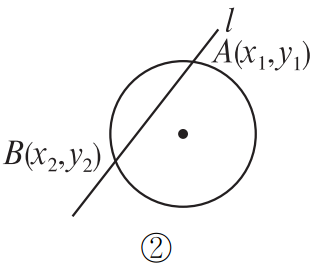 l
A(x₁,y₁)
B(x₂,y₂)
②